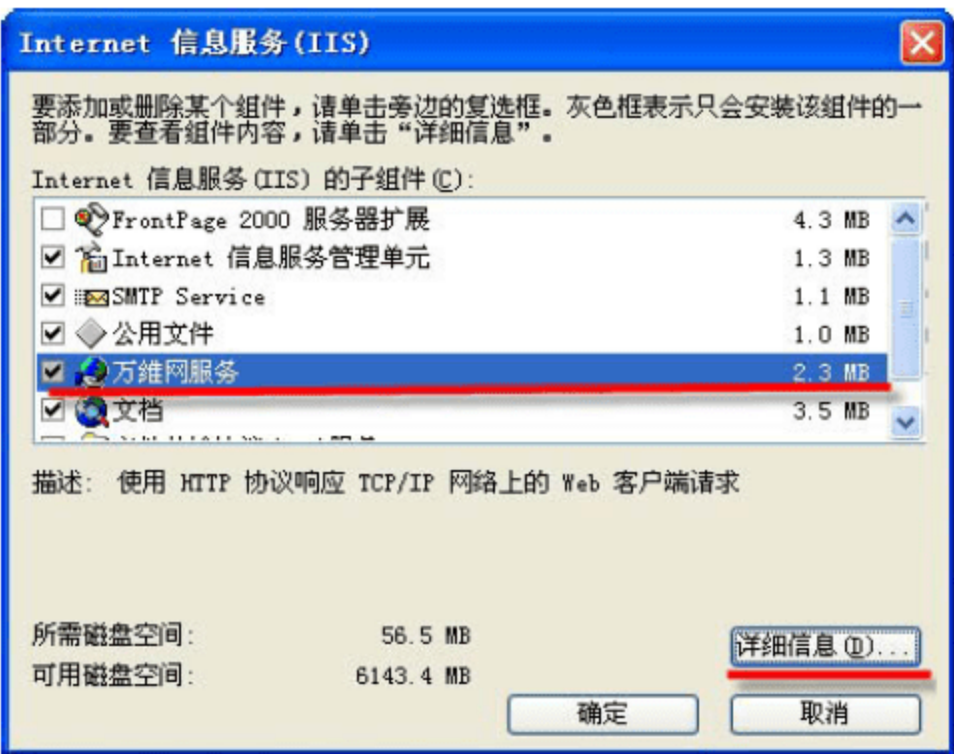 Internet 信息服务(IIS)
要添加或删除某个组件，请单击旁边的复选框。灰色框表示只会安装该组件的一
部分。要查看组件内容，请单击“详细信息”。
Internet 信息服务(IIS) 的子组件(C):
FrontPage 2000 服务器扩展 4.3 MB
Internet 信息服务管理单元 1.3 MB
SMTP Service 1.1 MB
公用文件 1.0 MB
万维网服务 2.3 MB
文档 3.5 MB
描述: 使用 HTTP 协议响应 TCP/IP 网络上的 Web 客户端请求
所需磁盘空间: 56.5 MB
详细信息(D)...
可用磁盘空间: 6143.4 MB
确定 取消